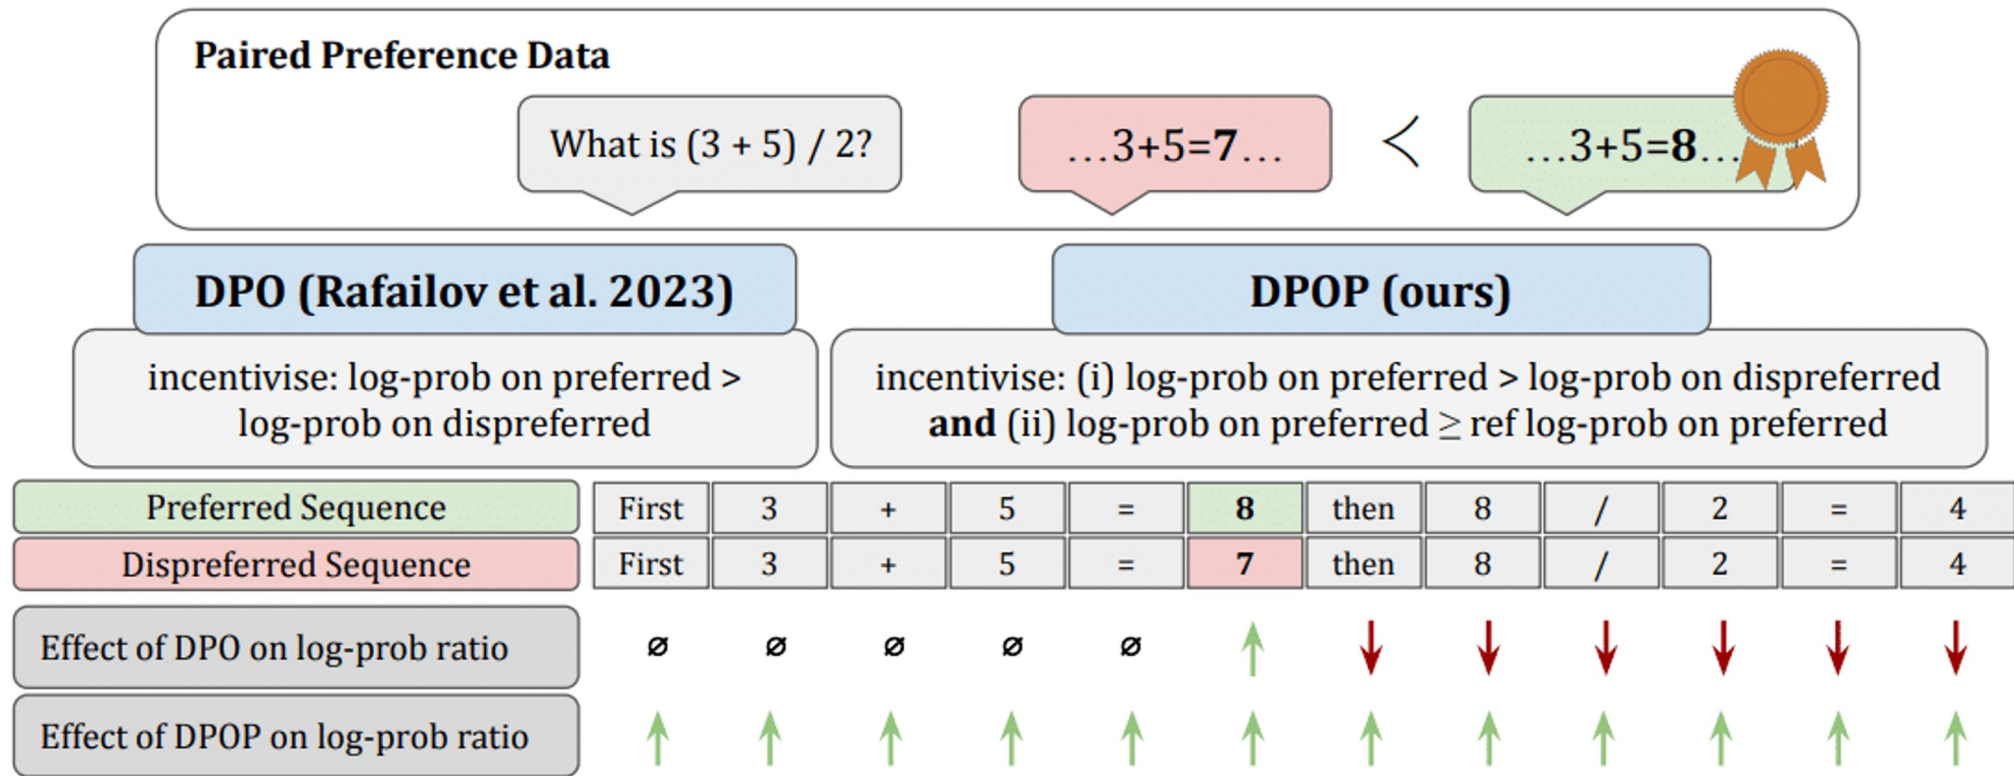 Paired Preference Data
What is (3 + 5) / 2?
...3+5=7...
<
...3+5=8...
DPO (Rafailov et al. 2023)
DPOP (ours)
incentivise: log-prob on preferred >
log-prob on dispreferred
incentivise: (i) log-prob on preferred > log-prob on dispreferred
and (ii) log-prob on preferred ≥ ref log-prob on preferred
Preferred Sequence First 3 + 5 = 8 then 8 / 2 = 4
Dispreferred Sequence First 3 + 5 = 7 then 8 / 2 = 4
Effect of DPO on log-prob ratio ∅ ∅ ∅ ∅ ∅ ↑ ↓ ↓ ↓ ↓ ↓ ↓
Effect of DPOP on log-prob ratio ↑ ↑ ↑ ↑ ↑ ↑ ↑ ↑ ↑ ↑ ↑ ↑